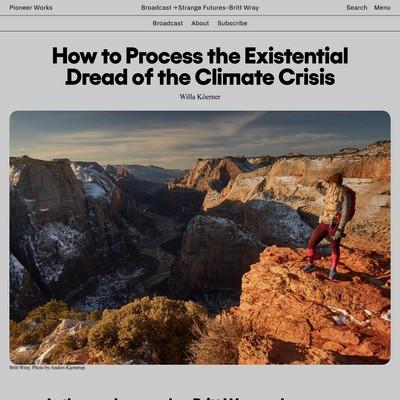 Pioneer Works
Broadcast → Strange Futures–Britt Wray
Search Menu
Broadcast About Subscribe
How to Process the Existential
Dread of the Climate Crisis
Willa Köerner
Britt Wray. Photo by Anders Kjemtrup.